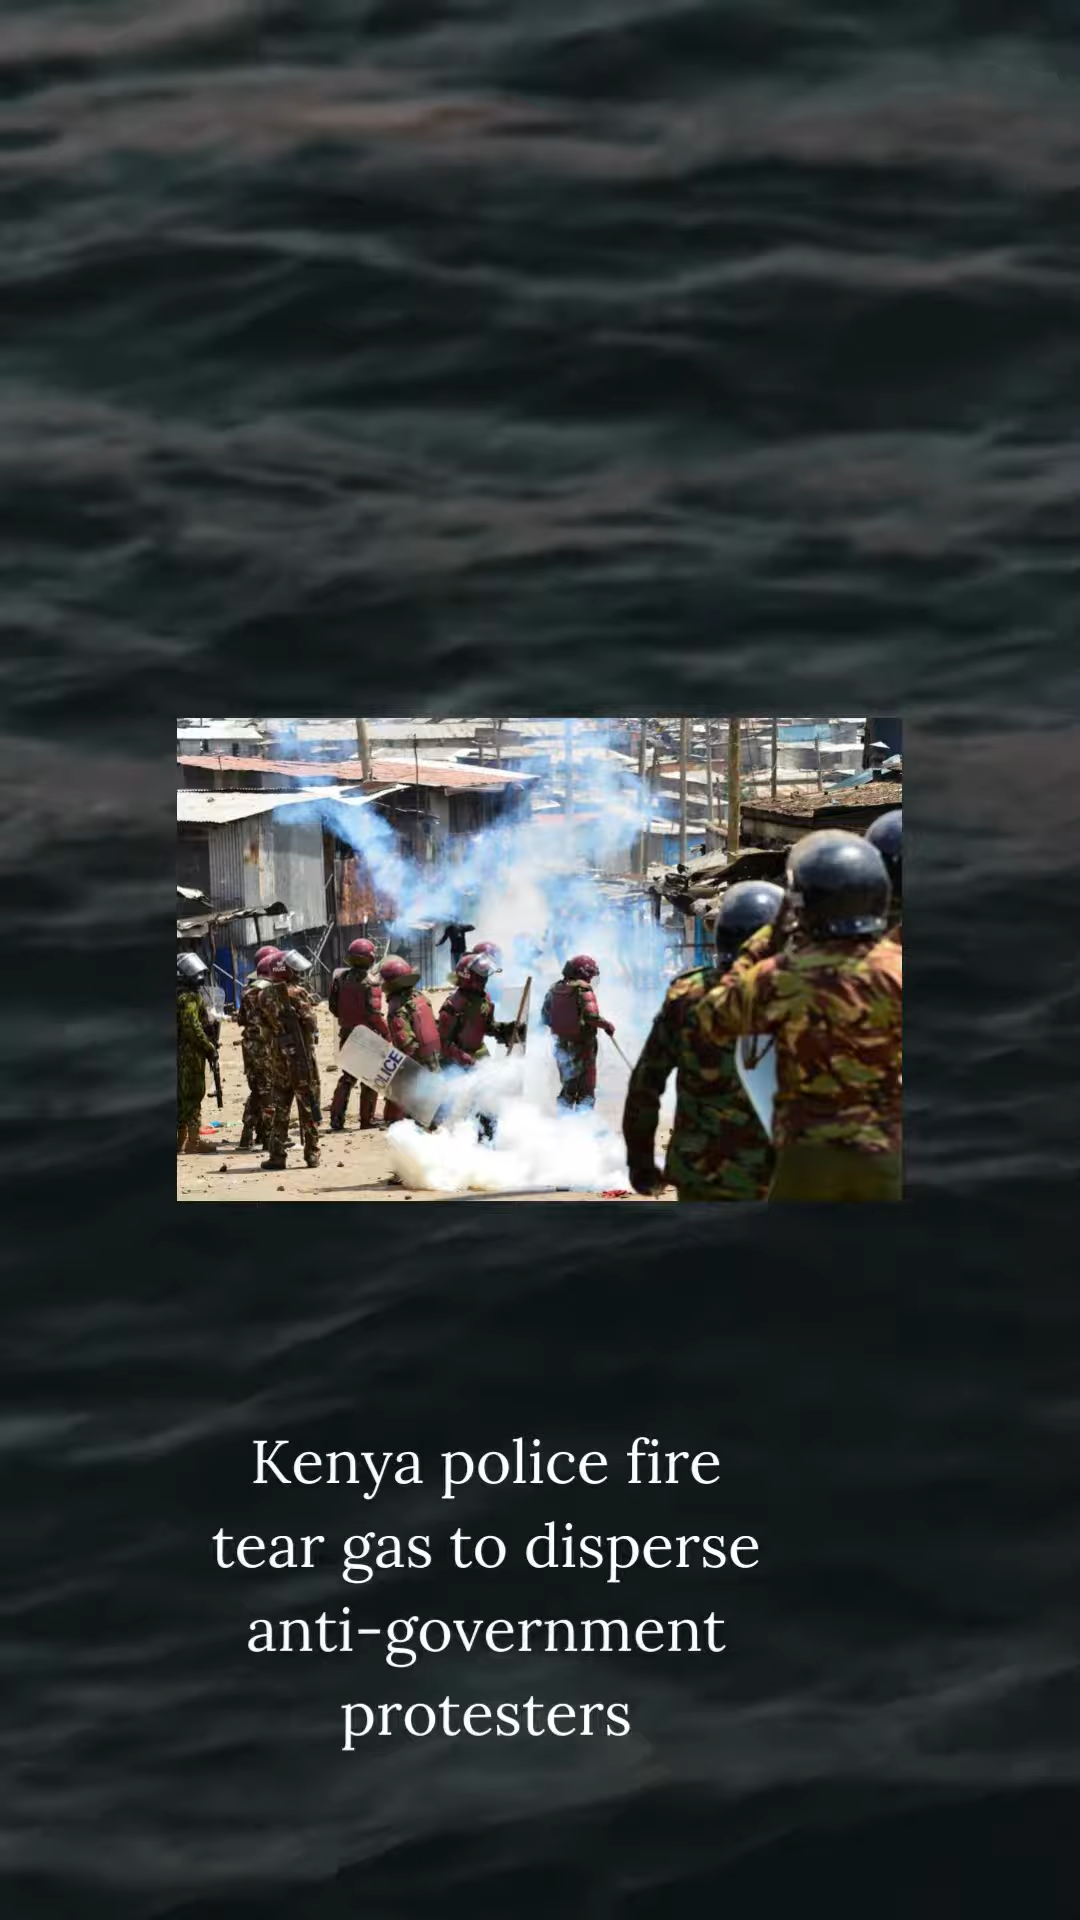 POLICE
Kenya police fire
tear gas to disperse
anti-government
protesters